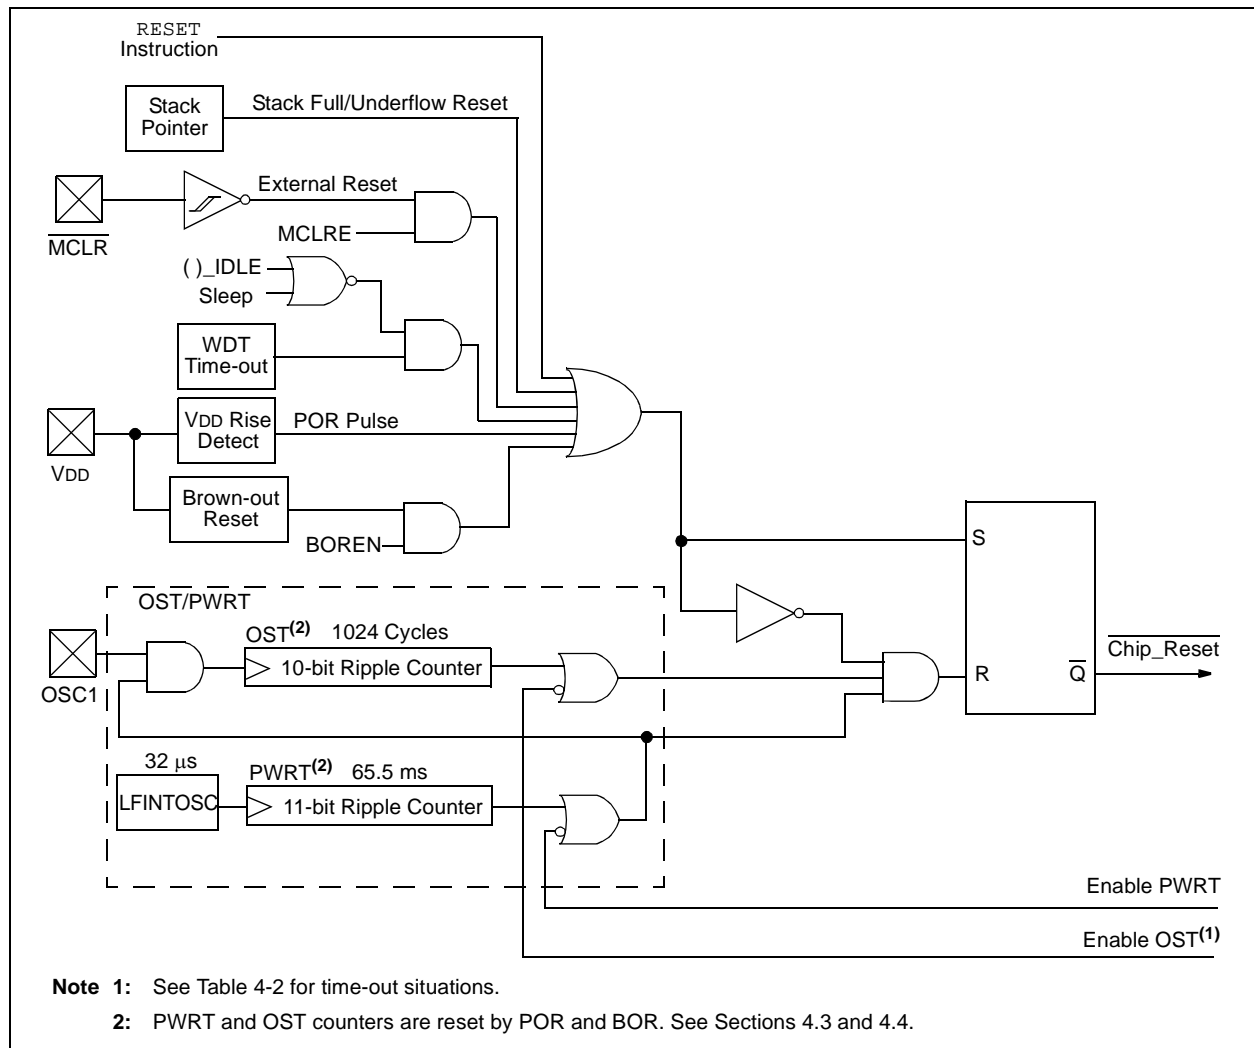 RESET
Instruction
Stack
Pointer
Stack Full/Underflow Reset
External Reset
MCLR
MCLRE
( )_IDLE
Sleep
WDT
Time-out
VDD Rise
Detect
POR Pulse
VDD
Brown-out
Reset
BOREN
S
OST/PWRT
OST(2) 1024 Cycles
10-bit Ripple Counter
OSC1
R
Q
Chip_Reset
32 μs
LFINTOSC
PWRT(2) 65.5 ms
11-bit Ripple Counter
Enable PWRT
Enable OST(1)
Note 1: See Table 4-2 for time-out situations.
2: PWRT and OST counters are reset by POR and BOR. See Sections 4.3 and 4.4.